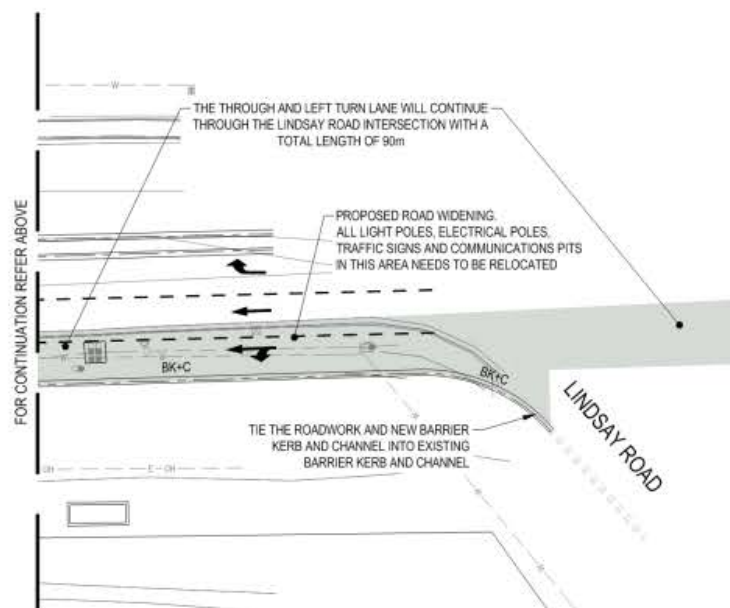 W
THE THROUGH AND LEFT TURN LANE WILL CONTINUE
THROUGH THE LINDSAY ROAD INTERSECTION WITH A
TOTAL LENGTH OF 90m
FOR CONTINUATION REFER ABOVE
PROPOSED ROAD WIDENING.
ALL LIGHT POLES, ELECTRICAL POLES,
TRAFFIC SIGNS AND COMMUNICATIONS PITS
IN THIS AREA NEEDS TO BE RELOCATED
BK+C
BK+C
LINDSAY ROAD
TIE THE ROADWORK AND NEW BARRIER
KERB AND CHANNEL INTO EXISTING
BARRIER KERB AND CHANNEL
OH E OH